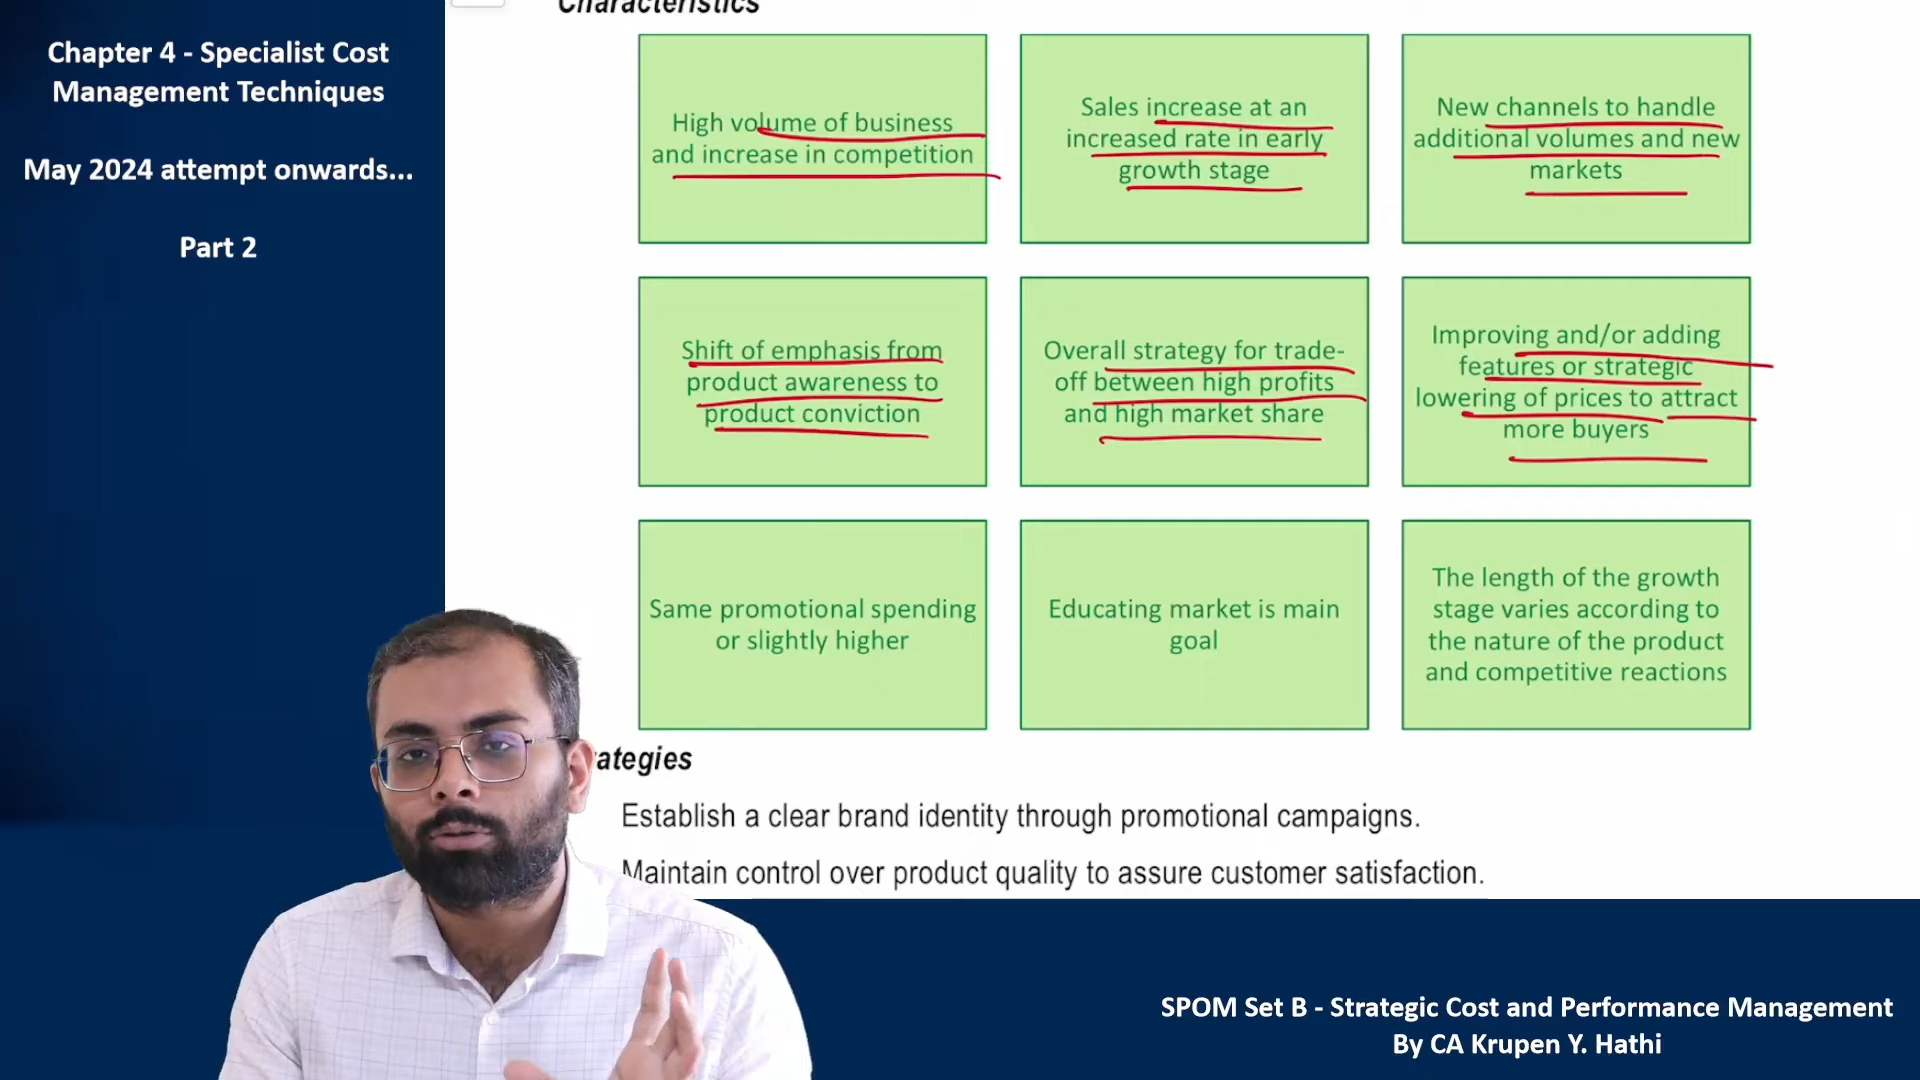 Chapter 4 - Specialist Cost
Management Techniques
May 2024 attempt onwards...
Part 2
Characteristics
High volume of business
and increase in competition
Sales increase at an
increased rate in early
growth stage
New channels to handle
additional volumes and new
markets
Shift of emphasis from
product awareness to
product conviction
Overall strategy for trade-
off between high profits
and high market share
Improving and/or adding
features or strategic
lowering of prices to attract
more buyers
Same promotional spending
or slightly higher
Educating market is main
goal
The length of the growth
stage varies according to
the nature of the product
and competitive reactions
ategies
Establish a clear brand identity through promotional campaigns.
Maintain control over product quality to assure customer satisfaction.
SPOM Set B - Strategic Cost and Performance Management
By CA Krupen Y. Hathi